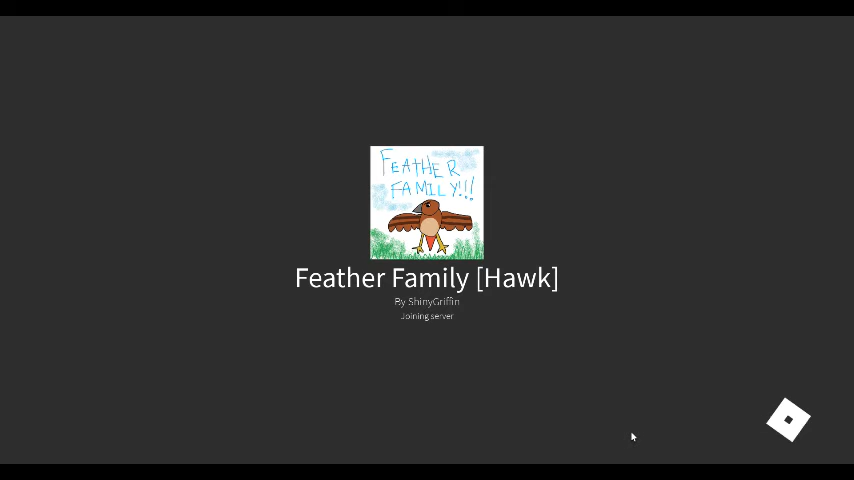 FEATHER
FAMILY!!!
Feather Family [Hawk]
By ShinyGriffin
Joining server